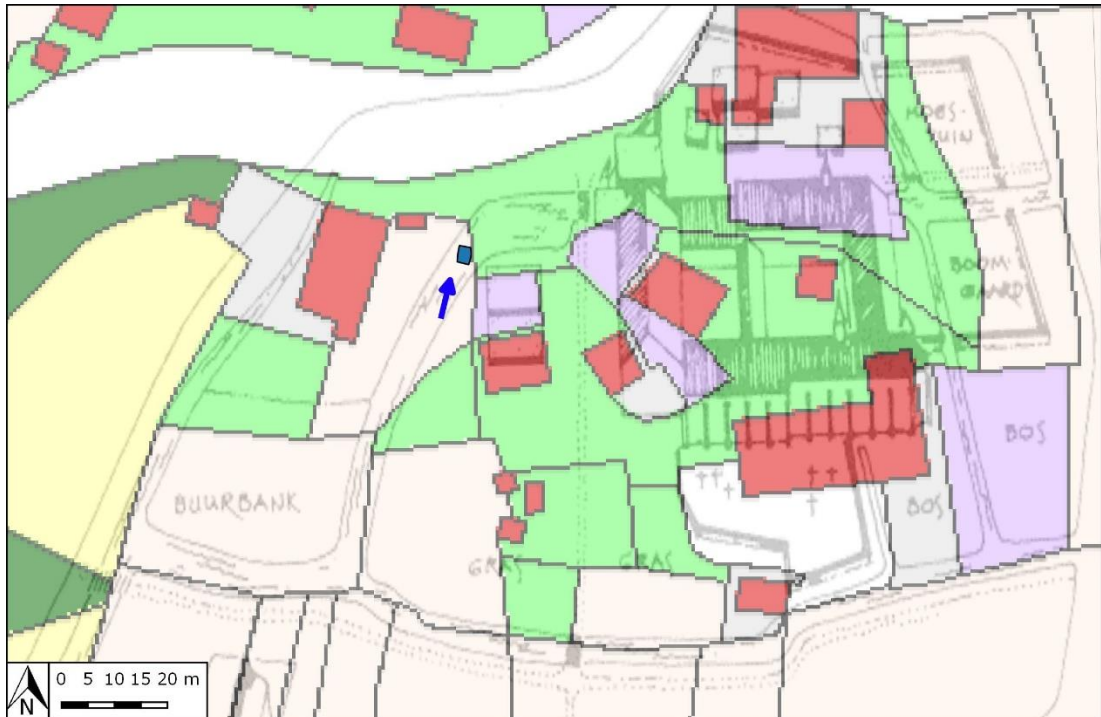 MOES-
TUIN
BOOM-
GAARD
BOS
BUURBANK
BOS
GRAS
GRAS
0 5 10 15 20 m
N